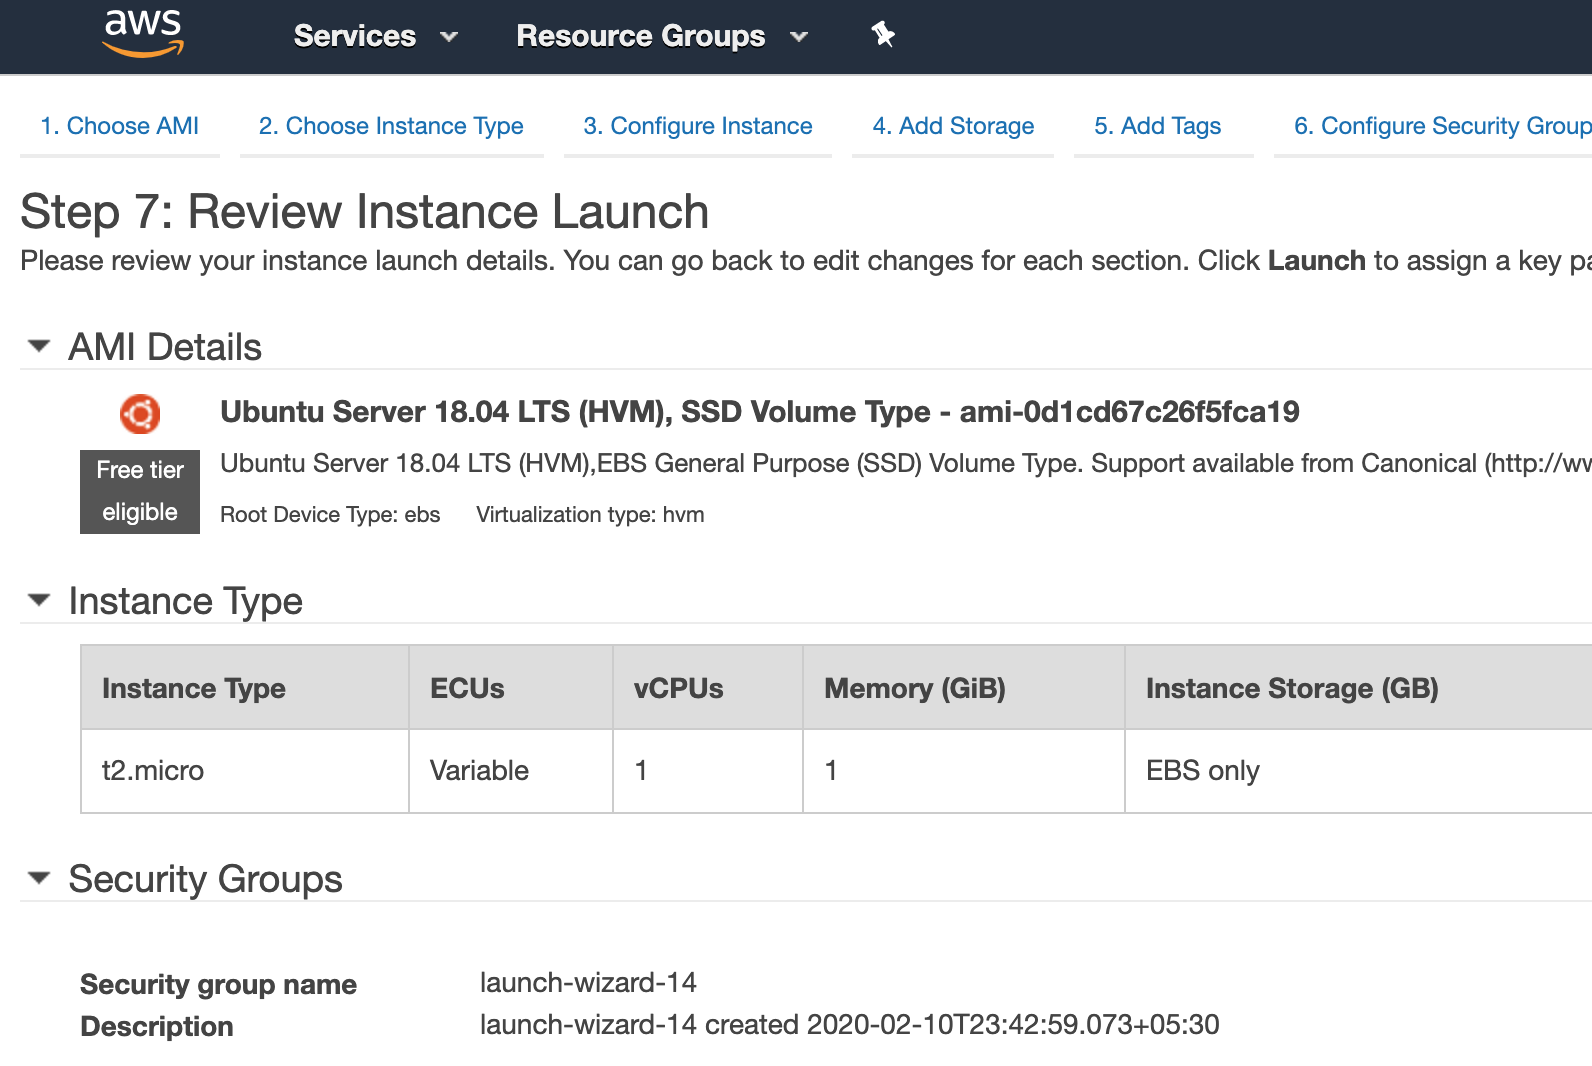 aws Services Resource Groups
1. Choose AMI 2. Choose Instance Type 3. Configure Instance 4. Add Storage 5. Add Tags 6. Configure Security Group
Step 7: Review Instance Launch
Please review your instance launch details. You can go back to edit changes for each section. Click Launch to assign a key pa
AMI Details
Ubuntu Server 18.04 LTS (HVM), SSD Volume Type - ami-0d1cd67c26f5fca19
Free tier
eligible
Ubuntu Server 18.04 LTS (HVM),EBS General Purpose (SSD) Volume Type. Support available from Canonical (http://ww
Root Device Type: ebs Virtualization type: hvm
Instance Type
Instance Type ECUs vCPUs Memory (GiB) Instance Storage (GB)
t2.micro Variable 1 1 EBS only
Security Groups
Security group name launch-wizard-14
Description launch-wizard-14 created 2020-02-10T23:42:59.073+05:30